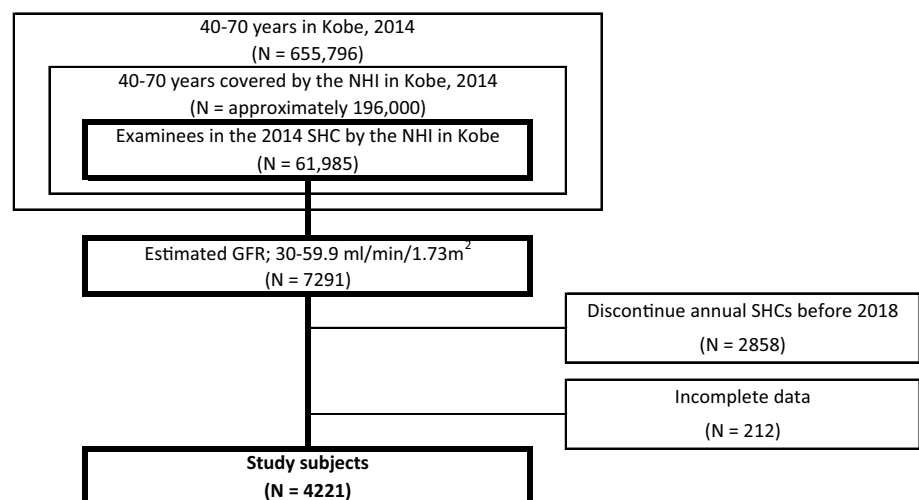 40-70 years in Kobe, 2014
(N = 655,796)
40-70 years covered by the NHI in Kobe, 2014
(N = approximately 196,000)
Examinees in the 2014 SHC by the NHI in Kobe
(N = 61,985)
Estimated GFR; 30-59.9 ml/min/1.73m²
(N = 7291)
Discontinue annual SHCs before 2018
(N = 2858)
Incomplete data
(N = 212)
Study subjects
(N = 4221)